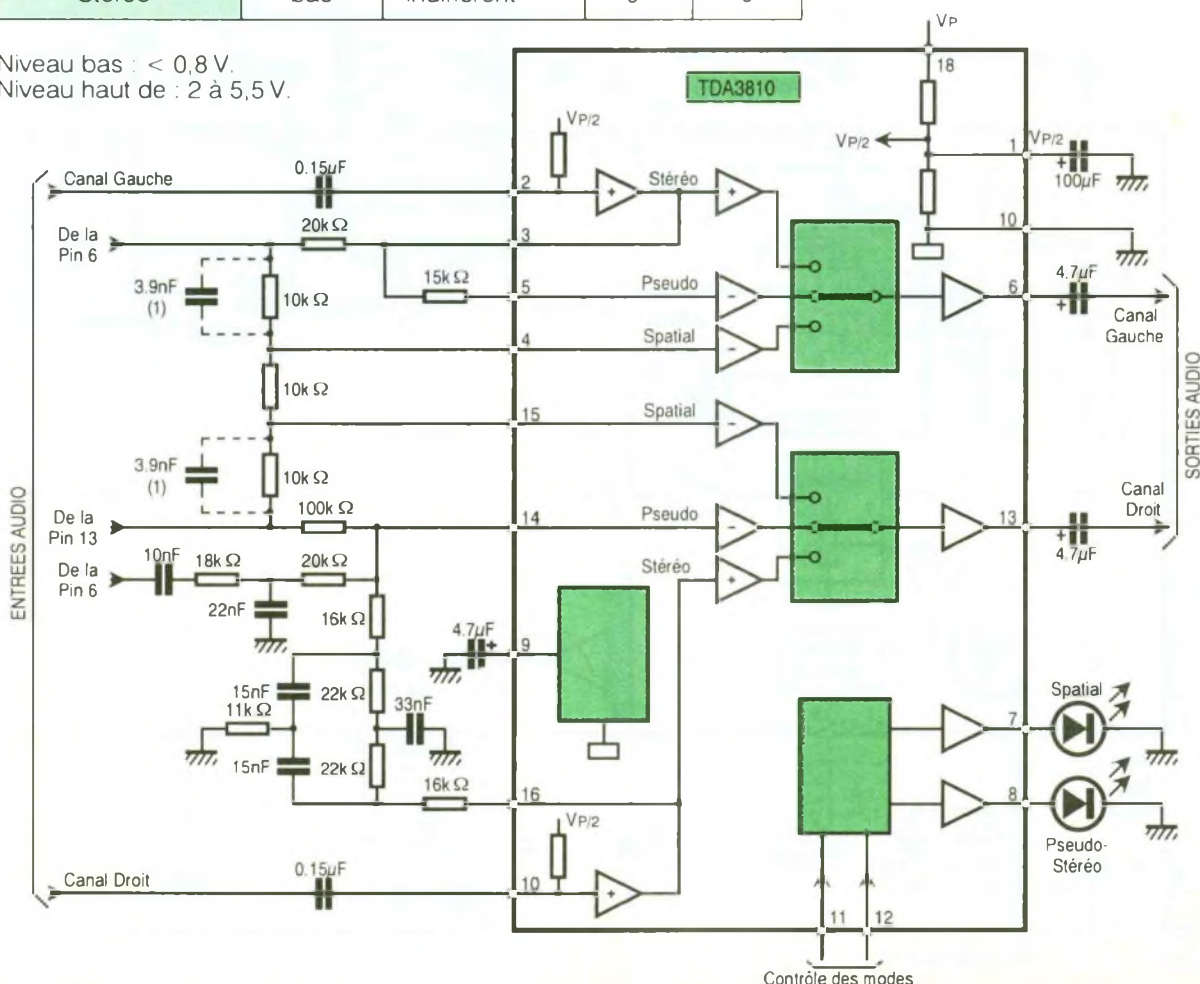 Stéréo bas indifférent
Niveau bas : < 0,8 V.
Niveau haut de : 2 à 5,5 V.
VP
18
TDA3810
VP/2
VP/2
1
VP/2
+
100µF
10
Canal Gauche
0.15µF
2
+
Stéréo
+
De la
Pin 6
20kΩ
3
3.9nF
(1)
10kΩ
15kΩ
5
Pseudo
-
6
4.7µF
+
Canal
Gauche
4
Spatial
-
10kΩ
15
Spatial
-
SORTIES AUDIO
3.9nF
(1)
10kΩ
ENTREES AUDIO
De la
Pin 13
100kΩ
14
Pseudo
-
13
Canal
Droit
+
4.7µF
De la
Pin 6
10nF
18kΩ
20kΩ
Stéréo
+
22nF
16kΩ
4.7µF
+
9
15nF
22kΩ
33nF
11kΩ
Spatial
7
15nF
22kΩ
16kΩ
16
8
Pseudo-
Stéréo
VP/2
Canal Droit
0.15µF
10
+
11
12
Contrôle des modes